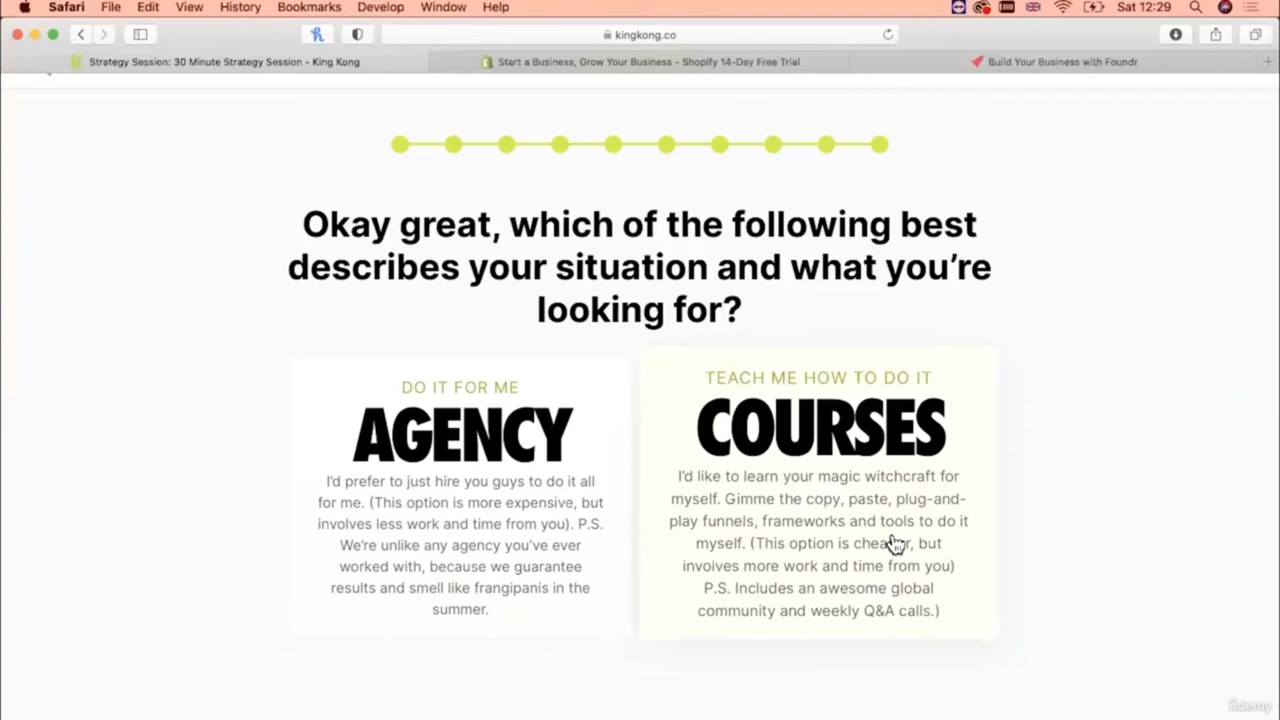 Safari File Edit View History Bookmarks Develop Window Help Sat 12:29
kingkong.co
Strategy Session: 30 Minute Strategy Session - King Kong
Start a Business, Grow Your Business - Shopify 14-Day Free Trial
Build Your Business with Foundr
Okay great, which of the following best
describes your situation and what you're
looking for?
DO IT FOR ME
AGENCY
I'd prefer to just hire you guys to do it all
for me. (This option is more expensive, but
involves less work and time from you). P.S.
We're unlike any agency you've ever
worked with, because we guarantee
results and smell like frangipanis in the
summer.
TEACH ME HOW TO DO IT
COURSES
I'd like to learn your magic witchcraft for
myself. Gimme the copy, paste, plug-and-
play funnels, frameworks and tools to do it
myself. (This option is cheaper, but
involves more work and time from you)
P.S. Includes an awesome global
community and weekly Q&A calls.)
ûdemy